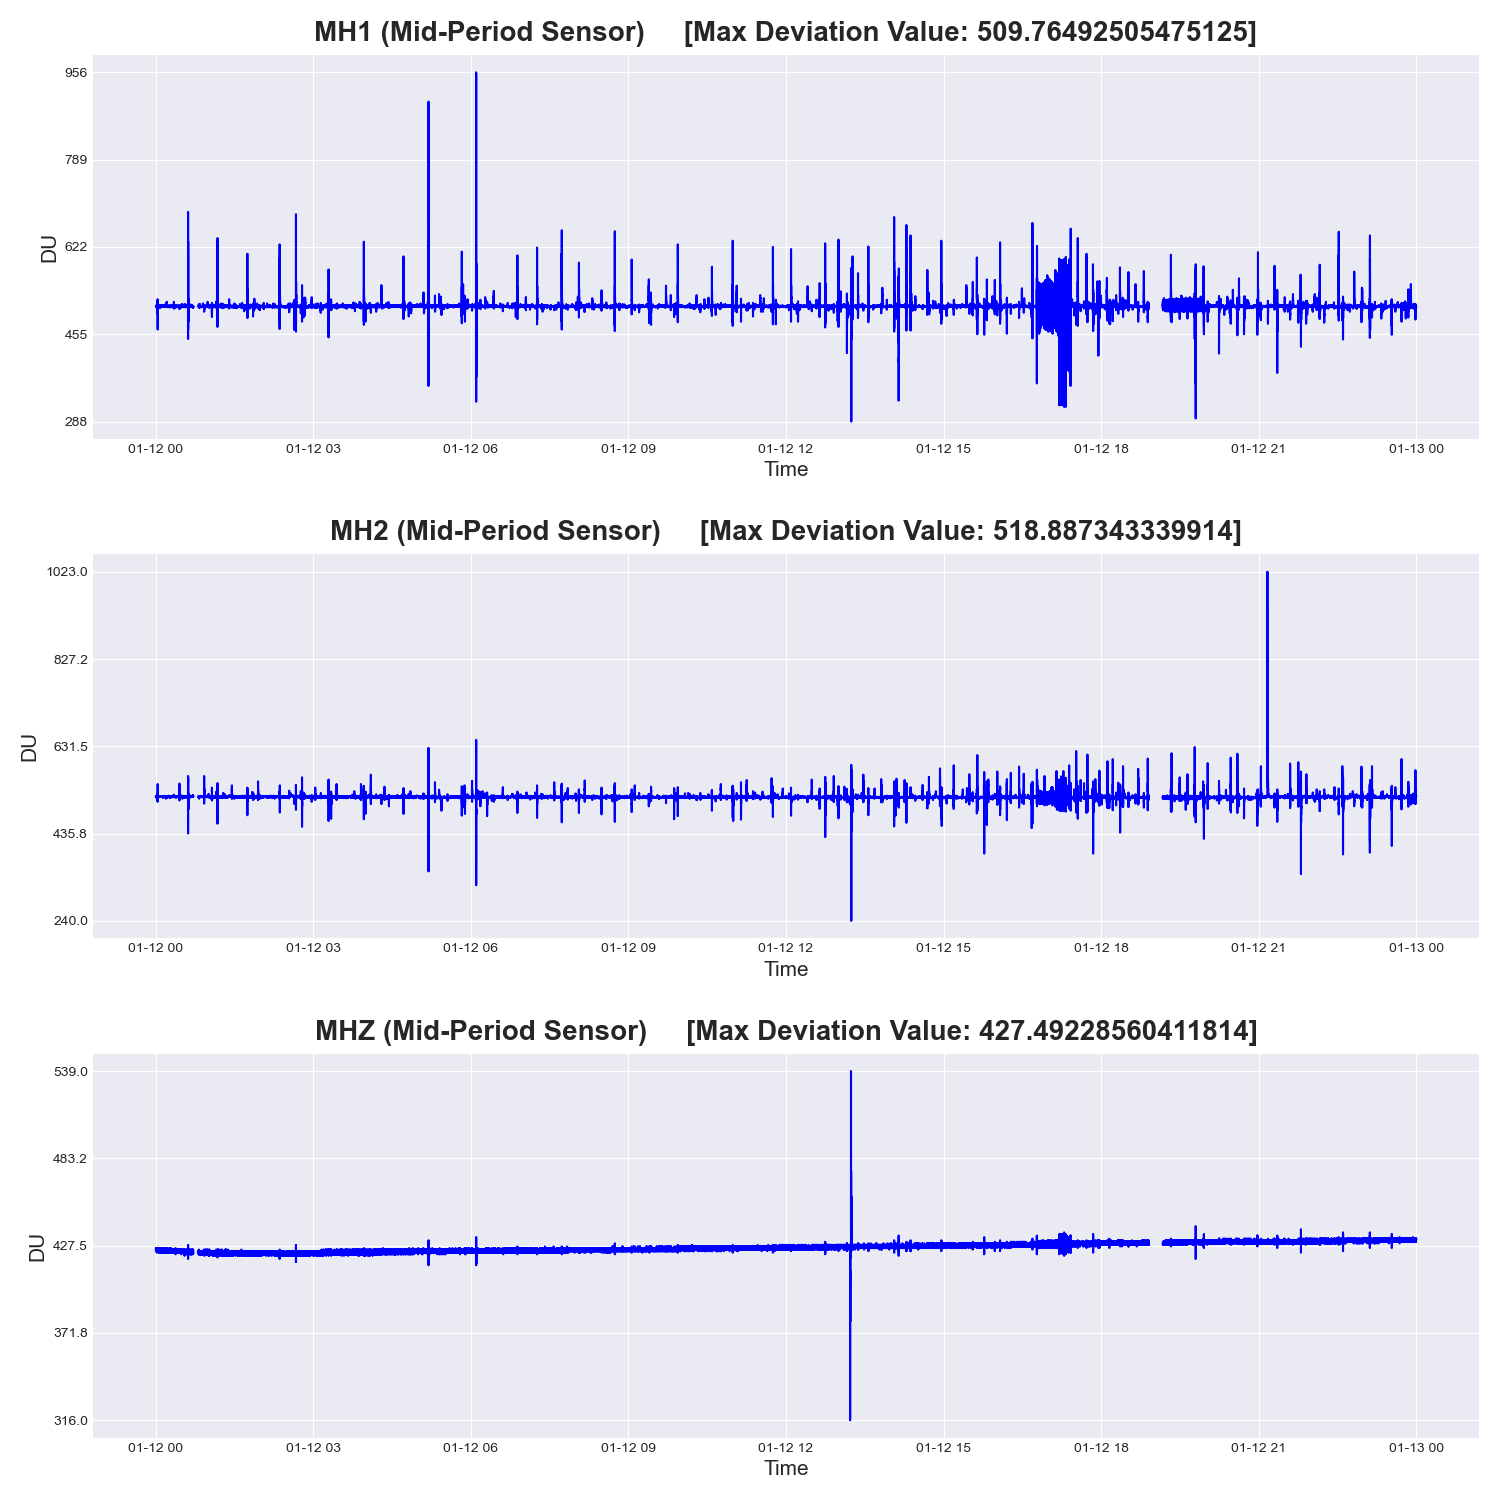 MH1 (Mid-Period Sensor) [Max Deviation Value: 509.76492505475125]
956
789
622
455
288
DU
01-12 00 01-12 03 01-12 06 01-12 09 01-12 12 01-12 15 01-12 18 01-12 21 01-13 00
Time
MH2 (Mid-Period Sensor) [Max Deviation Value: 518.887343339914]
1023.0
827.2
631.5
435.8
240.0
DU
01-12 00 01-12 03 01-12 06 01-12 09 01-12 12 01-12 15 01-12 18 01-12 21 01-13 00
Time
MHZ (Mid-Period Sensor) [Max Deviation Value: 427.49228560411814]
539.0
483.2
427.5
371.8
316.0
DU
01-12 00 01-12 03 01-12 06 01-12 09 01-12 12 01-12 15 01-12 18 01-12 21 01-13 00
Time